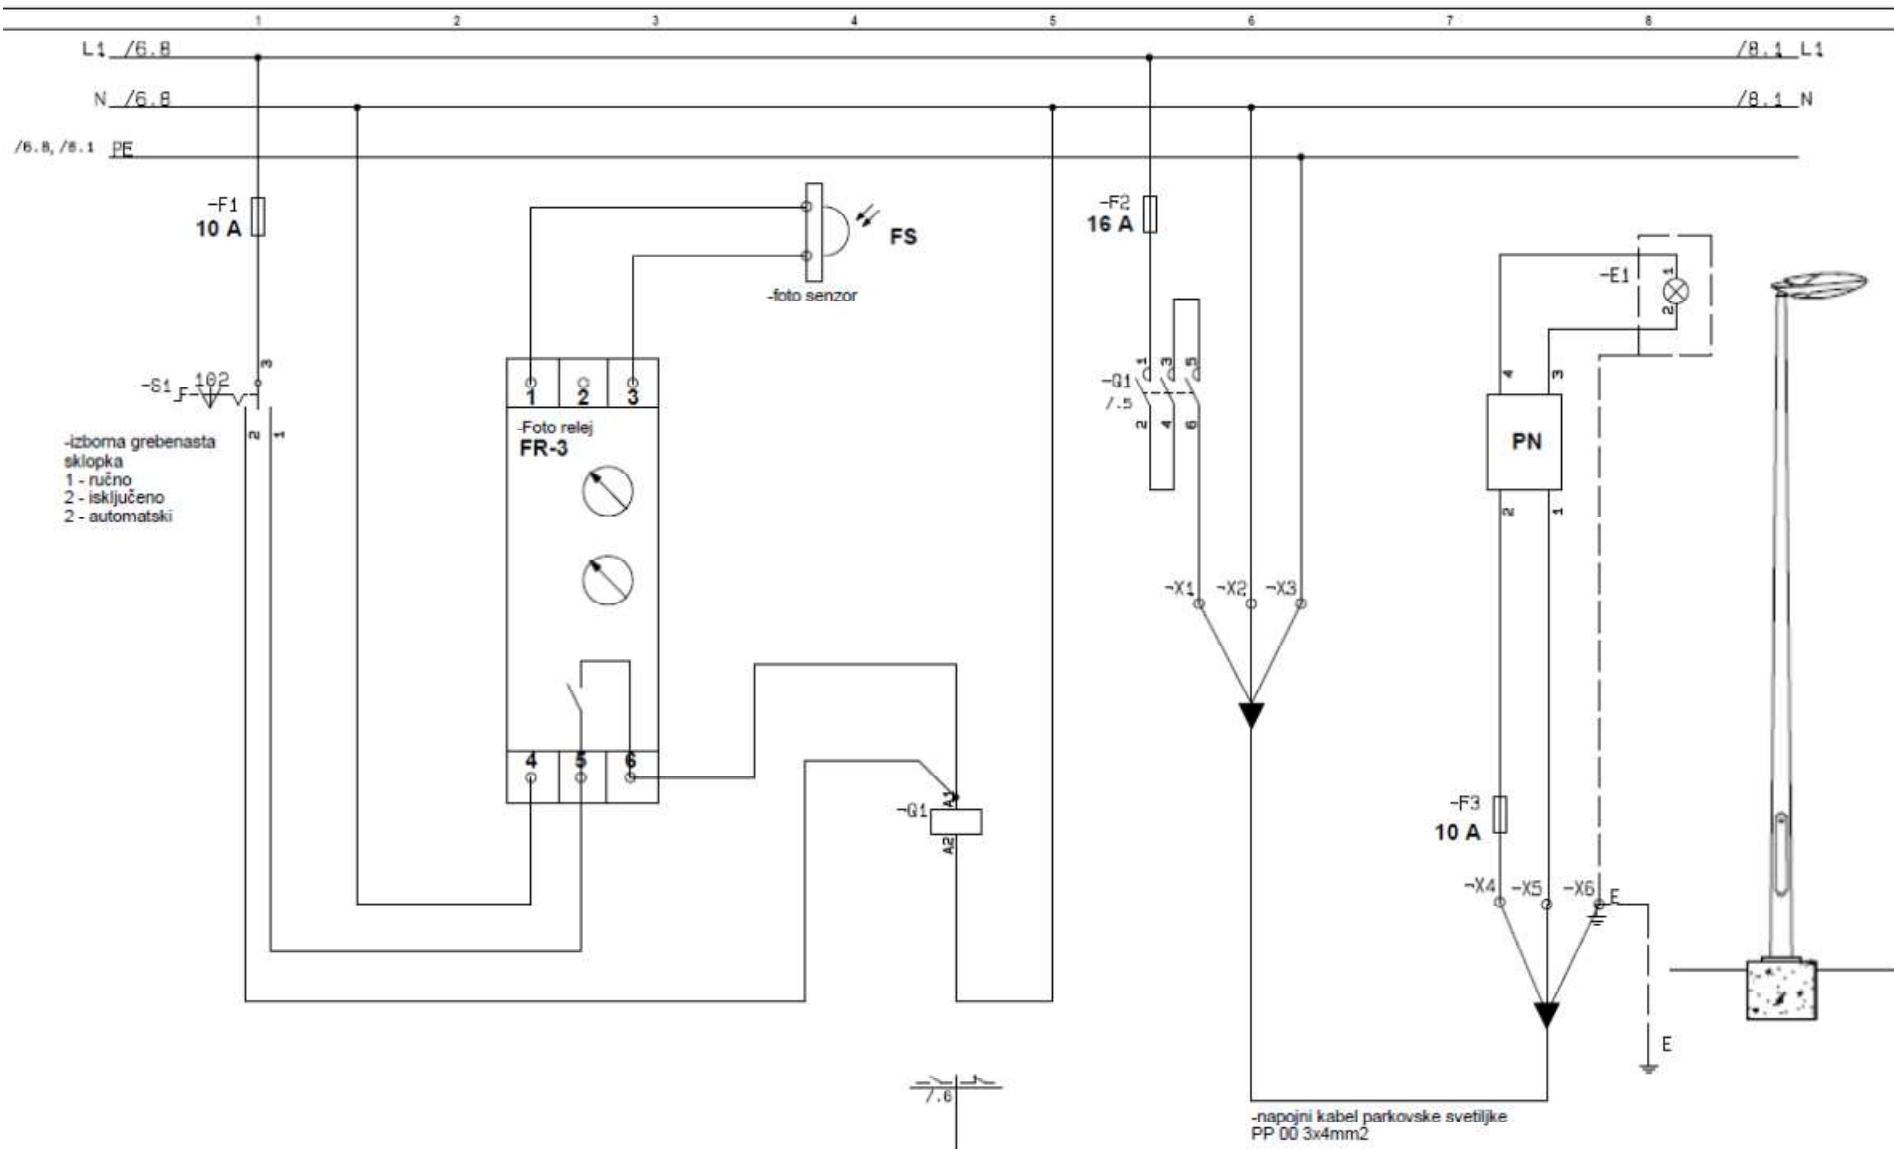 1 2 3 4 5 6 7 8
L1 /6.8 /8.1 L1
N /6.8 /8.1 N
/6.8, /8.1 PE
-F1
10 A
FS
-foto senzor
-F2
16 A
-E1 1
2
3
-S1 102
2 1
-izborna grebenasta
sklopka
1 - ručno
2 - isključeno
2 - automatski
1 2 3
-Foto relej
FR-3
4 5 6
-Q1
/.5
1 3 5
2 4 6
4 3
PN
2 1
-X1 -X2 -X3
A1
-Q1
A2
-F3
10 A
-X4 -X5 -X6 E
E
/.6
-napojni kabel parkovske svetiljke
PP 00 3x4mm2